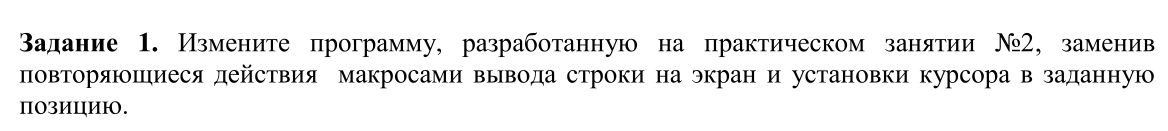 Задание 1. Измените программу, разработанную на практическом занятии №2, заменив
повторяющиеся действия макросами вывода строки на экран и установки курсора в заданную
позицию.